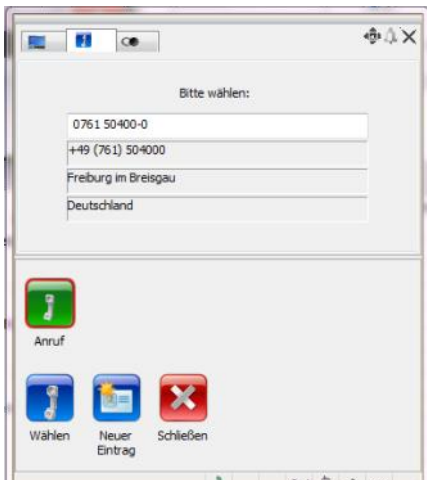 Bitte wählen:
0761 50400-0
+49 (761) 504000
Freiburg im Breisgau
Deutschland
Anruf
Wählen
Neuer
Eintrag
Schließen